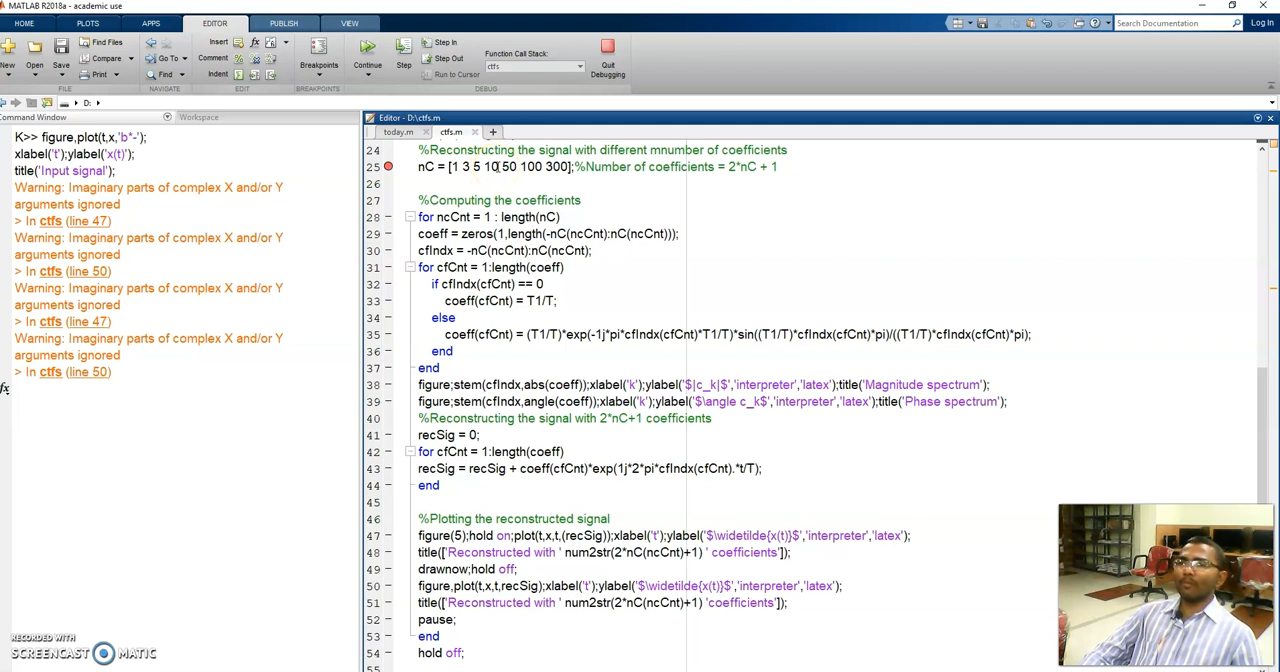 MATLAB R2018a - academic use
HOME PLOTS APPS EDITOR PUBLISH VIEW
Search Documentation Log In
New Open Save Find Files Compare Print
Insert Comment Indent fx
Go To Find
Breakpoints Continue Step Step In Step Out Run to Cursor
Function Call Stack:
ctfs
Quit Debugging
FILE NAVIGATE EDIT BREAKPOINTS DEBUG
D:
Command Window Workspace
K>> figure,plot(t,x,'b*-');
xlabel('t');ylabel('x(t)');
title('Input signal');
Warning: Imaginary parts of complex X and/or Y
arguments ignored
> In ctfs (line 47)
Warning: Imaginary parts of complex X and/or Y
arguments ignored
> In ctfs (line 50)
Warning: Imaginary parts of complex X and/or Y
arguments ignored
> In ctfs (line 47)
Warning: Imaginary parts of complex X and/or Y
arguments ignored
> In ctfs (line 50)
fx
Editor - D:\ctfs.m
today.m ctfs.m
24 %Reconstructing the signal with different mnumber of coefficients
25 nC = [1 3 5 10 50 100 300];%Number of coefficients = 2*nC + 1
26
27 %Computing the coefficients
28 for ncCnt = 1 : length(nC)
29 coeff = zeros(1,length(-nC(ncCnt):nC(ncCnt)));
30 cfIndx = -nC(ncCnt):nC(ncCnt);
31 for cfCnt = 1:length(coeff)
32 if cfIndx(cfCnt) == 0
33 coeff(cfCnt) = T1/T;
34 else
35 coeff(cfCnt) = (T1/T)*exp(-1j*pi*cfIndx(cfCnt)*T1/T)*sin((T1/T)*cfIndx(cfCnt)*pi)/((T1/T)*cfIndx(cfCnt)*pi);
36 end
37 end
38 figure;stem(cfIndx,abs(coeff));xlabel('k');ylabel('$|c_k|$','interpreter','latex');title('Magnitude spectrum');
39 figure;stem(cfIndx,angle(coeff));xlabel('k');ylabel('$\angle c_k$','interpreter','latex');title('Phase spectrum');
40 %Reconstructing the signal with 2*nC+1 coefficients
41 recSig = 0;
42 for cfCnt = 1:length(coeff)
43 recSig = recSig + coeff(cfCnt)*exp(1j*2*pi*cfIndx(cfCnt).*t/T);
44 end
45
46 %Plotting the reconstructed signal
47 figure(5);hold on;plot(t,x,t,(recSig));xlabel('t');ylabel('$\widetilde{x(t)}$','interpreter','latex');
48 title(['Reconstructed with ' num2str(2*nC(ncCnt)+1) ' coefficients']);
49 drawnow;hold off;
50 figure,plot(t,x,t,recSig);xlabel('t');ylabel('$\widetilde{x(t)}$','interpreter','latex');
51 title(['Reconstructed with ' num2str(2*nC(ncCnt)+1) 'coefficients']);
52 pause;
53 end
54 hold off;
55
RECORDED WITH
SCREENCAST MATIC